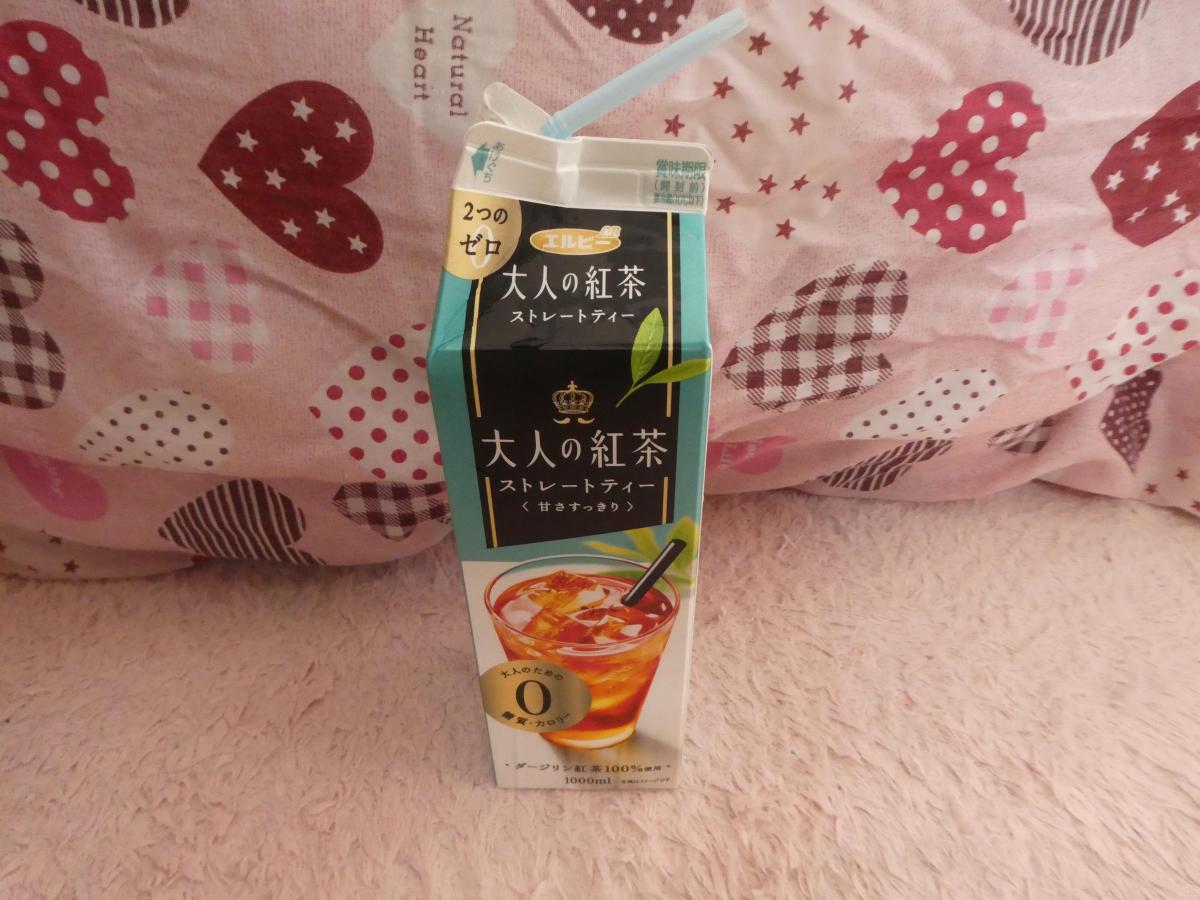 Natural
Heart
あけぐち
賞味期限
(開封前)
2つの
ゼロ
エルビー
大人の紅茶
ストレートティー
大人の紅茶
ストレートティー
〈 甘さすっきり 〉
大人のための
0
糖質・カロリー
・ダージリン紅茶100%使用・
1000ml